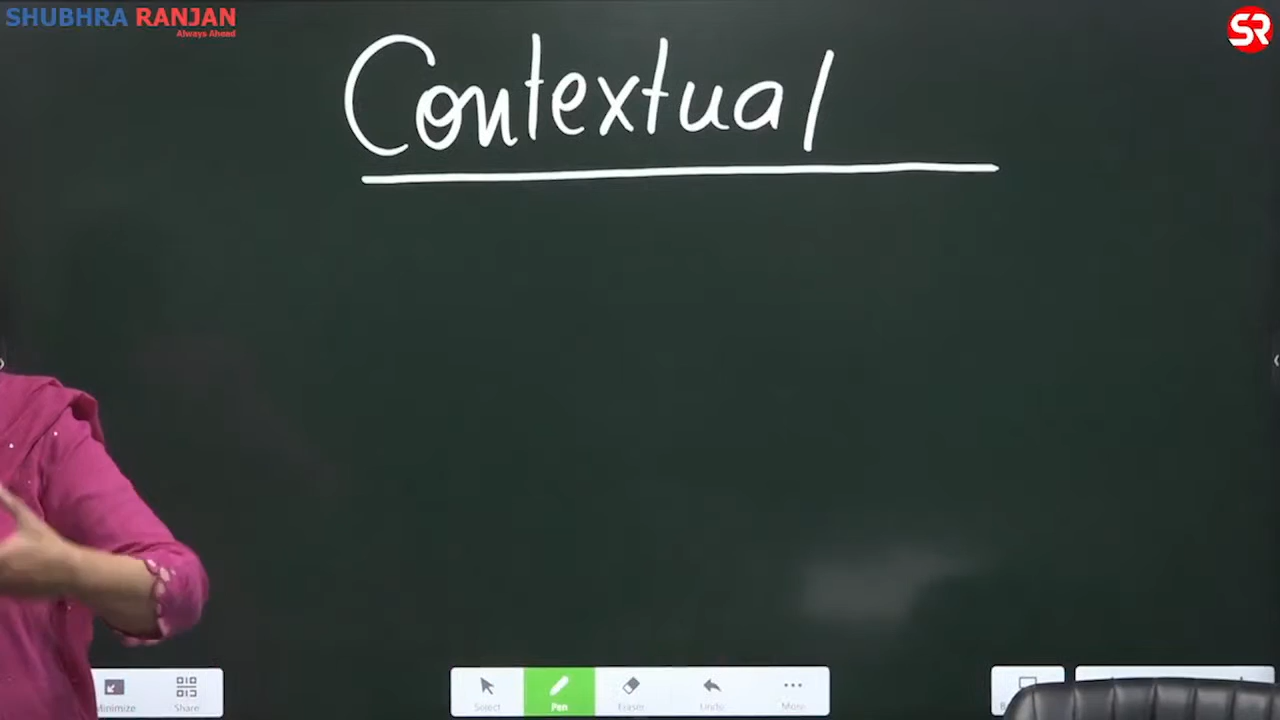 SHUBHRA RANJAN
Always Ahead
SR
Contextual
Minimize
Share
Select
Pen
Eraser
Undo
More